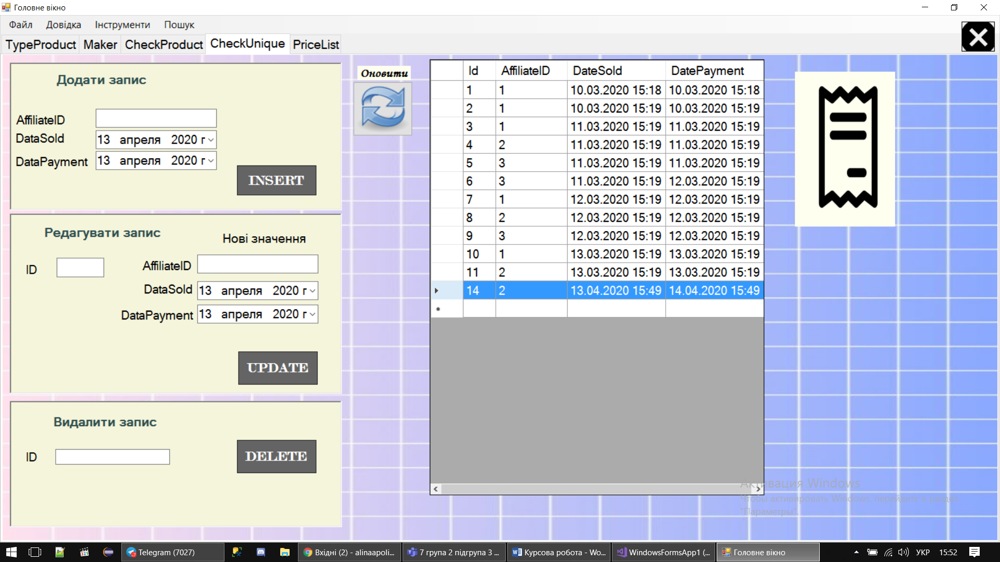 Головне вікно
Файл Довідка Інструменти Пошук
TypeProduct Maker CheckProduct CheckUnique PriceList
Додати запис
AffiliateID
DataSold 13 апреля 2020 г
DataPayment 13 апреля 2020 г
INSERT
Редагувати запис
Нові значення
ID
AffiliateID
DataSold 13 апреля 2020 г
DataPayment 13 апреля 2020 г
UPDATE
Видалити запис
ID
DELETE
Оновити
Id AffiliateID DateSold DatePayment
1 1 10.03.2020 15:18 10.03.2020 15:18
2 1 10.03.2020 15:19 10.03.2020 15:19
3 1 11.03.2020 15:19 11.03.2020 15:19
4 2 11.03.2020 15:19 11.03.2020 15:19
5 3 11.03.2020 15:19 11.03.2020 15:19
6 3 11.03.2020 15:19 12.03.2020 15:19
7 1 12.03.2020 15:19 12.03.2020 15:19
8 2 12.03.2020 15:19 12.03.2020 15:19
9 3 12.03.2020 15:19 12.03.2020 15:19
10 1 13.03.2020 15:19 13.03.2020 15:19
11 2 13.03.2020 15:19 13.03.2020 15:19
14 2 13.04.2020 15:49 14.04.2020 15:49
Активация Windows
Чтобы активировать Windows, перейдите в раздел
"Параметры".
Telegram (7027)
Вхідні (2) - alinaapoli...
7 група 2 підгрупа 3 ...
Курсова робота - Wo...
WindowsFormsApp1 (...
Головне вікно
УКР 15:52